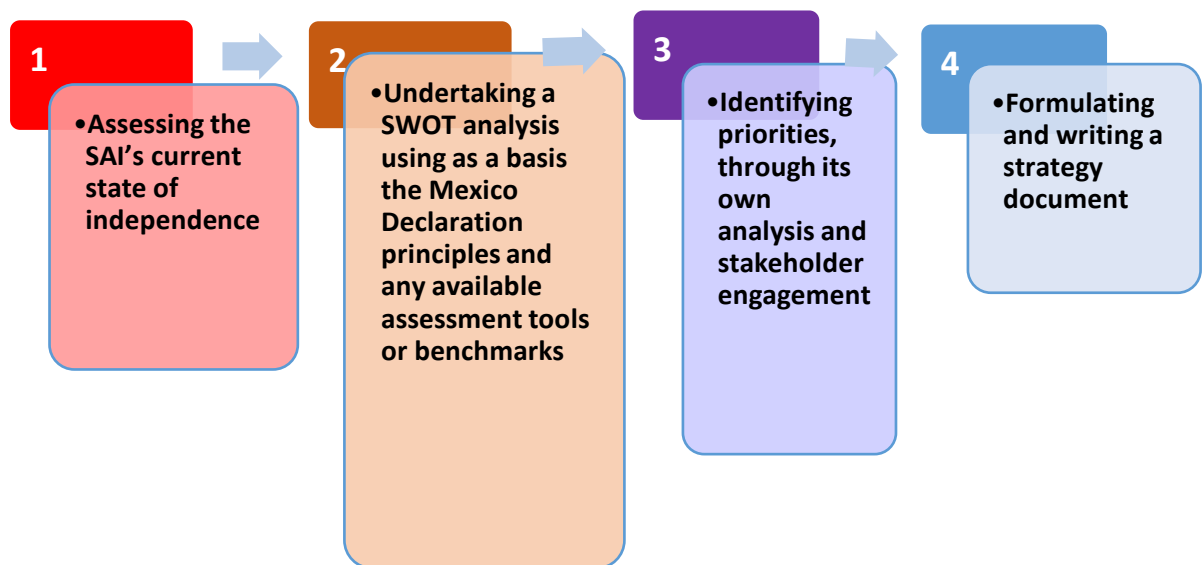 1
•Assessing the
SAI’s current
state of
independence
2
•Undertaking a
SWOT analysis
using as a basis
the Mexico
Declaration
principles and
any available
assessment tools
or benchmarks
3
•Identifying
priorities,
through its
own
analysis and
stakeholder
engagement
4
•Formulating
and writing a
strategy
document